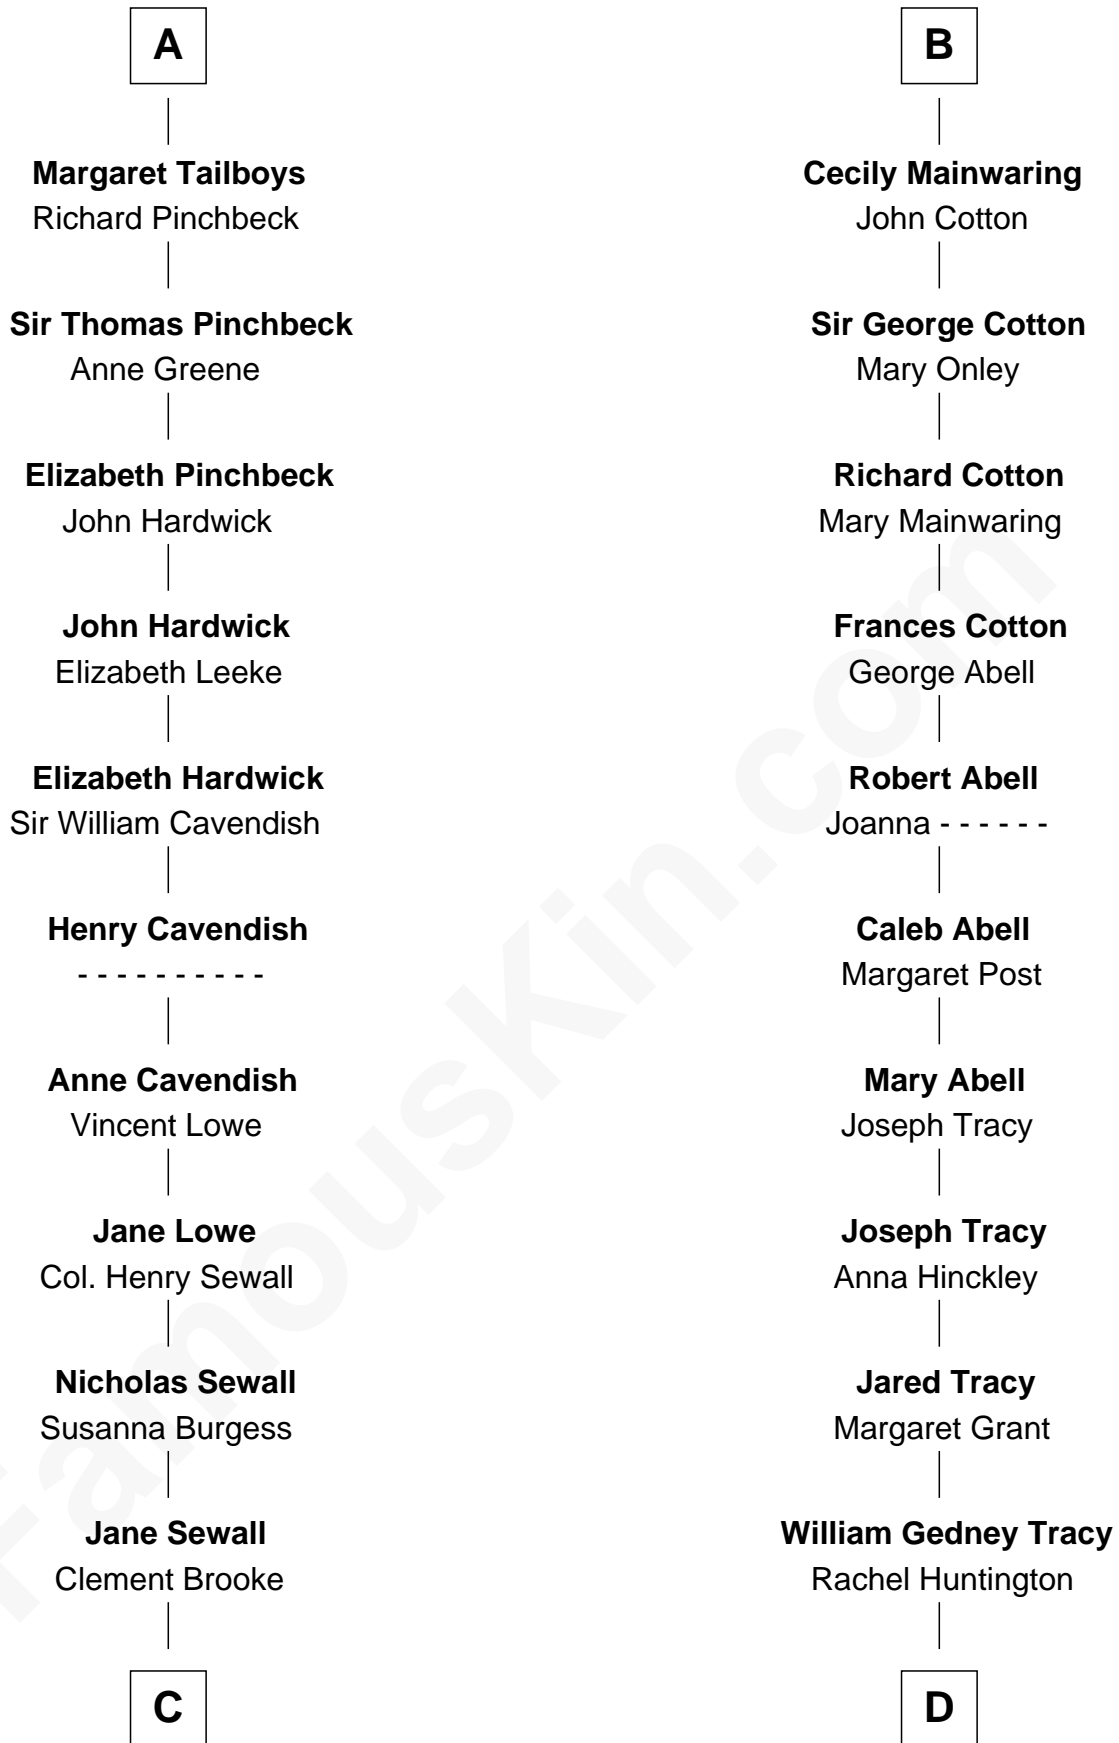 A
Margaret Tailboys
Richard Pinchbeck
Sir Thomas Pinchbeck
Anne Greene
Elizabeth Pinchbeck
John Hardwick
John Hardwick
Elizabeth Leeke
Elizabeth Hardwick
Sir William Cavendish
Henry Cavendish
- - - - - - - - - -
Anne Cavendish
Vincent Lowe
Jane Lowe
Col. Henry Sewall
Nicholas Sewall
Susanna Burgess
Jane Sewall
Clement Brooke
C
B
Cecily Mainwaring
John Cotton
Sir George Cotton
Mary Onley
Richard Cotton
Mary Mainwaring
Frances Cotton
George Abell
Robert Abell
Joanna - - - - - -
Caleb Abell
Margaret Post
Mary Abell
Joseph Tracy
Joseph Tracy
Anna Hinckley
Jared Tracy
Margaret Grant
William Gedney Tracy
Rachel Huntington
D
FamousKin.com